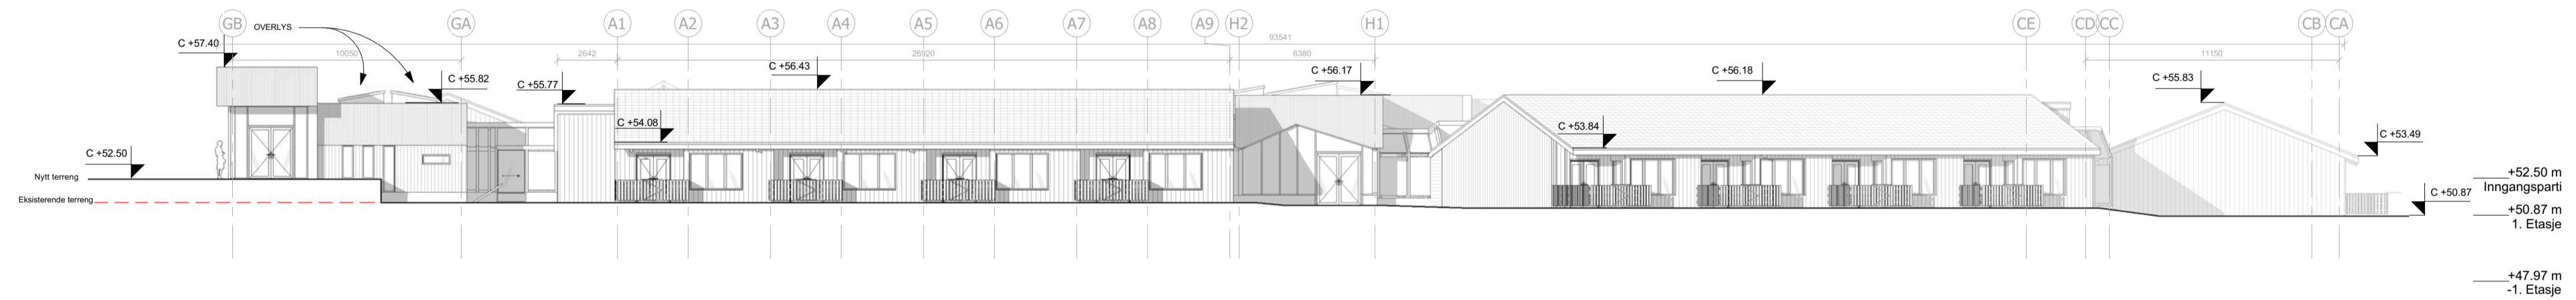 GB GA A1 A2 A3 A4 A5 A6 A7 A8 A9 H2 H1 CE CD CC CB CA
OVERLYS
93541
C +57.40
10050
2642
26920
6380
11150
C +55.82
C +55.77
C +56.43
C +56.17
C +56.18
C +55.83
C +54.08
C +53.84
C +53.49
C +52.50
Nytt terreng
Eksisterende terreng
C +50.87
+52.50 m
Inngangsparti
+50.87 m
1. Etasje
+47.97 m
-1. Etasje